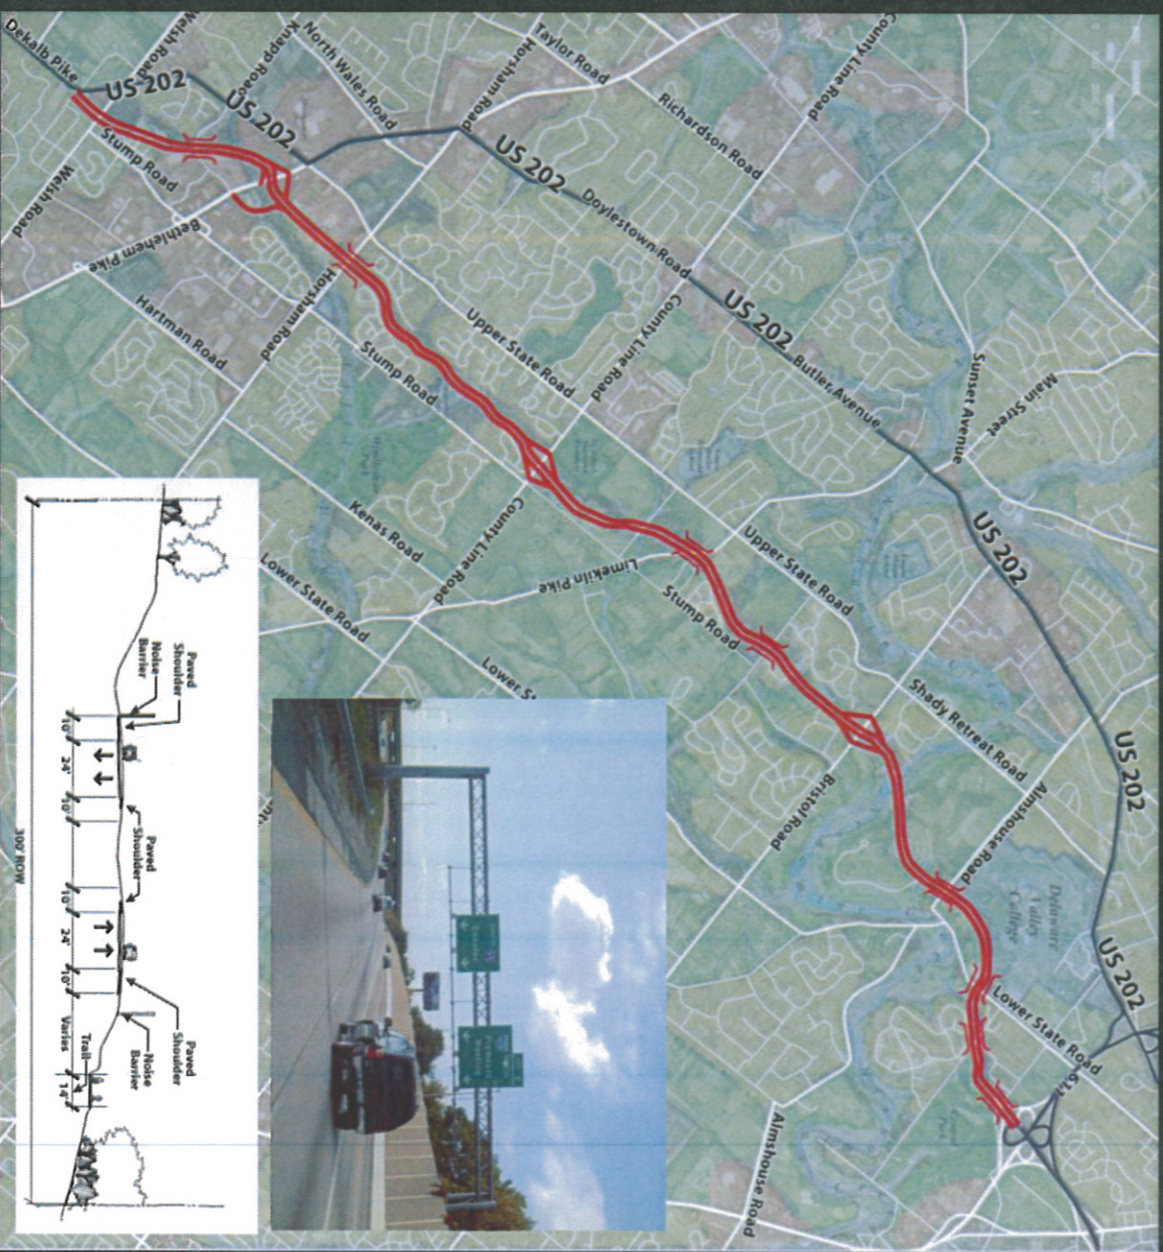 Dekalb Pike
Welsh Road
US 202
Knapp Road
North Wales Road
US 202
Horsham Road
Taylor Road
Richardson Road
County Line Road
Stump Road
Welsh Road
Bethlehem Pike
US 202
Doylestown Road
Hartman Road
Horsham Road
Upper State Road
County Line Road
US 202
Butler Avenue
Sunset Avenue
Main Street
Stump Road
US 202
Kenas Road
County Line Road
Lower State Road
Limekiln Pike
Upper State Road
Stump Road
Shady Retreat Road
US 202
Lower St
Bristol Road
Almshouse Road
Delaware
Valley
College
US 202
Lower State Road
611
Almshouse Road
Paved
Shoulder
Noise
Barrier
Paved
Shoulder
Paved
Shoulder
Noise
Barrier
Trail
10'
24'
10'
10'
24'
10'
Varies
14'
300' ROW